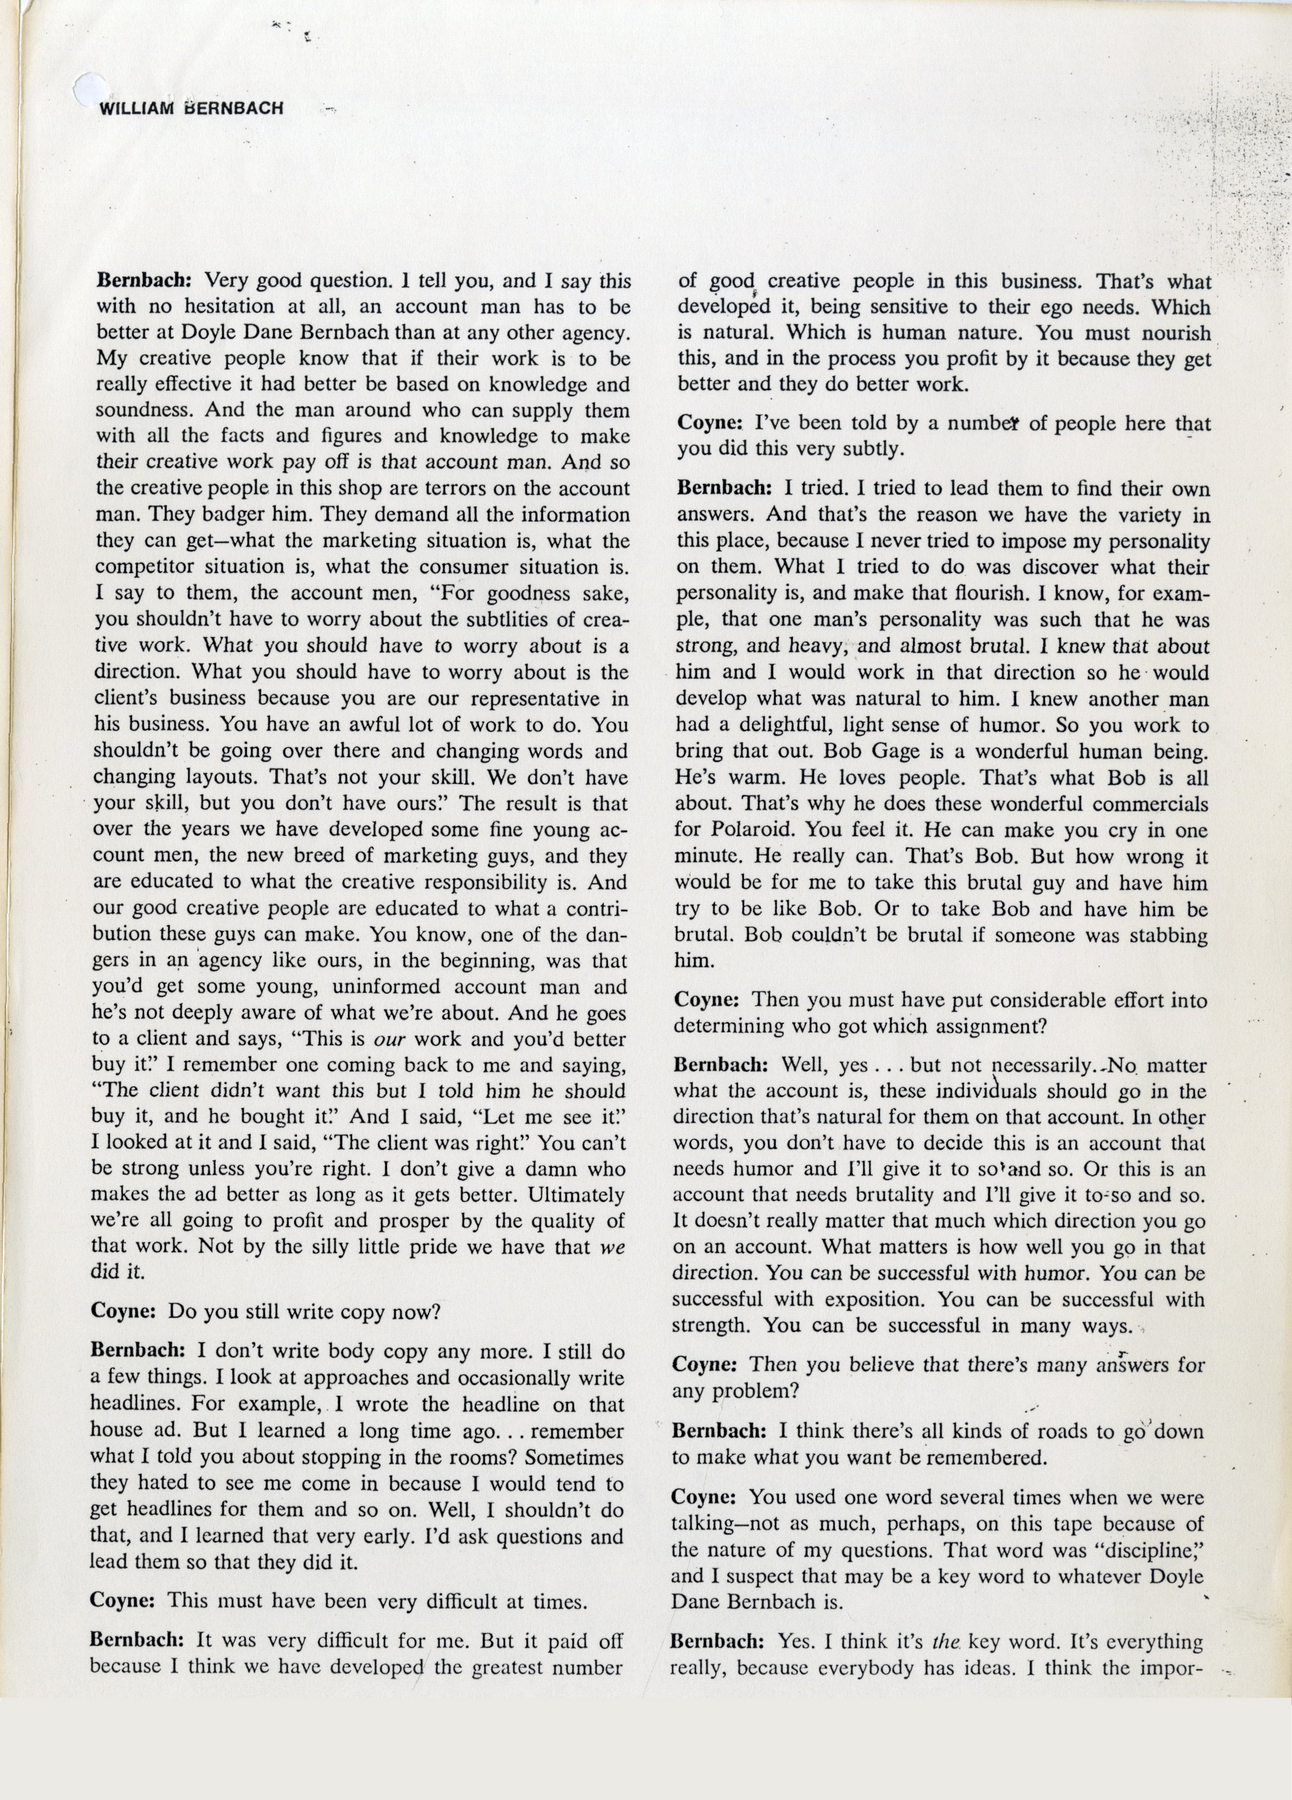 WILLIAM BERNBACH
Bernbach: Very good question. I tell you, and I say this
with no hesitation at all, an account man has to be
better at Doyle Dane Bernbach than at any other agency.
My creative people know that if their work is to be
really effective it had better be based on knowledge and
soundness. And the man around who can supply them
with all the facts and figures and knowledge to make
their creative work pay off is that account man. And so
the creative people in this shop are terrors on the account
man. They badger him. They demand all the information
they can get—what the marketing situation is, what the
competitor situation is, what the consumer situation is.
I say to them, the account men, “For goodness sake,
you shouldn’t have to worry about the subtlities of crea-
tive work. What you should have to worry about is a
direction. What you should have to worry about is the
client’s business because you are our representative in
his business. You have an awful lot of work to do. You
shouldn’t be going over there and changing words and
changing layouts. That’s not your skill. We don’t have
your skill, but you don’t have ours.” The result is that
over the years we have developed some fine young ac-
count men, the new breed of marketing guys, and they
are educated to what the creative responsibility is. And
our good creative people are educated to what a contri-
bution these guys can make. You know, one of the dan-
gers in an agency like ours, in the beginning, was that
you’d get some young, uninformed account man and
he’s not deeply aware of what we’re about. And he goes
to a client and says, “This is our work and you’d better
buy it.” I remember one coming back to me and saying,
“The client didn’t want this but I told him he should
buy it, and he bought it.” And I said, “Let me see it.”
I looked at it and I said, “The client was right.” You can’t
be strong unless you’re right. I don’t give a damn who
makes the ad better as long as it gets better. Ultimately
we’re all going to profit and prosper by the quality of
that work. Not by the silly little pride we have that we
did it.
Coyne: Do you still write copy now?
Bernbach: I don’t write body copy any more. I still do
a few things. I look at approaches and occasionally write
headlines. For example, I wrote the headline on that
house ad. But I learned a long time ago. . . remember
what I told you about stopping in the rooms? Sometimes
they hated to see me come in because I would tend to
get headlines for them and so on. Well, I shouldn’t do
that, and I learned that very early. I’d ask questions and
lead them so that they did it.
Coyne: This must have been very difficult at times.
Bernbach: It was very difficult for me. But it paid off
because I think we have developed the greatest number
of good creative people in this business. That’s what
developed it, being sensitive to their ego needs. Which
is natural. Which is human nature. You must nourish
this, and in the process you profit by it because they get
better and they do better work.
Coyne: I’ve been told by a number of people here that
you did this very subtly.
Bernbach: I tried. I tried to lead them to find their own
answers. And that’s the reason we have the variety in
this place, because I never tried to impose my personality
on them. What I tried to do was discover what their
personality is, and make that flourish. I know, for exam-
ple, that one man’s personality was such that he was
strong, and heavy, and almost brutal. I knew that about
him and I would work in that direction so he would
develop what was natural to him. I knew another man
had a delightful, light sense of humor. So you work to
bring that out. Bob Gage is a wonderful human being.
He’s warm. He loves people. That’s what Bob is all
about. That’s why he does these wonderful commercials
for Polaroid. You feel it. He can make you cry in one
minute. He really can. That’s Bob. But how wrong it
would be for me to take this brutal guy and have him
try to be like Bob. Or to take Bob and have him be
brutal. Bob couldn’t be brutal if someone was stabbing
him.
Coyne: Then you must have put considerable effort into
determining who got which assignment?
Bernbach: Well, yes . . . but not necessarily. No matter
what the account is, these individuals should go in the
direction that’s natural for them on that account. In other
words, you don’t have to decide this is an account that
needs humor and I’ll give it to so and so. Or this is an
account that needs brutality and I’ll give it to so and so.
It doesn’t really matter that much which direction you go
on an account. What matters is how well you go in that
direction. You can be successful with humor. You can be
successful with exposition. You can be successful with
strength. You can be successful in many ways.
Coyne: Then you believe that there’s many answers for
any problem?
Bernbach: I think there’s all kinds of roads to go down
to make what you want be remembered.
Coyne: You used one word several times when we were
talking—not as much, perhaps, on this tape because of
the nature of my questions. That word was “discipline,”
and I suspect that may be a key word to whatever Doyle
Dane Bernbach is.
Bernbach: Yes. I think it’s the key word. It’s everything
really, because everybody has ideas. I think the impor-